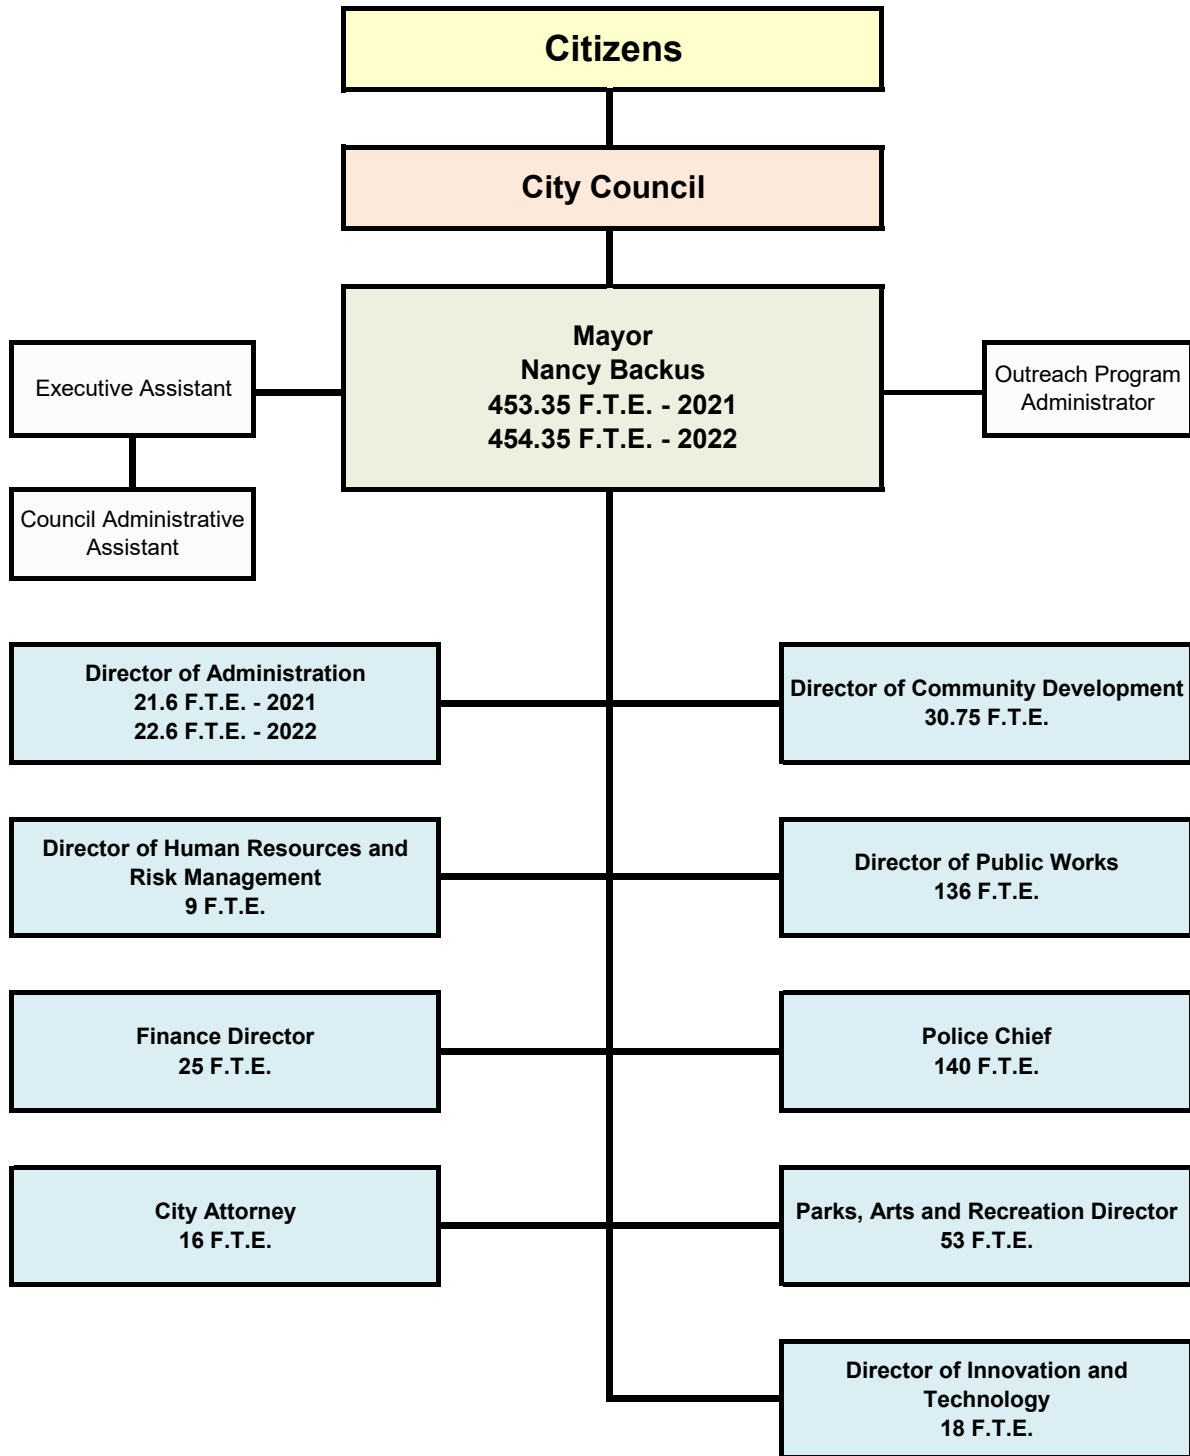 Citizens
City Council
Mayor
Nancy Backus
453.35 F.T.E. - 2021
454.35 F.T.E. - 2022
Executive Assistant
Outreach Program
Administrator
Council Administrative
Assistant
Director of Administration
21.6 F.T.E. - 2021
22.6 F.T.E. - 2022
Director of Community Development
30.75 F.T.E.
Director of Human Resources and
Risk Management
9 F.T.E.
Director of Public Works
136 F.T.E.
Finance Director
25 F.T.E.
Police Chief
140 F.T.E.
City Attorney
16 F.T.E.
Parks, Arts and Recreation Director
53 F.T.E.
Director of Innovation and
Technology
18 F.T.E.